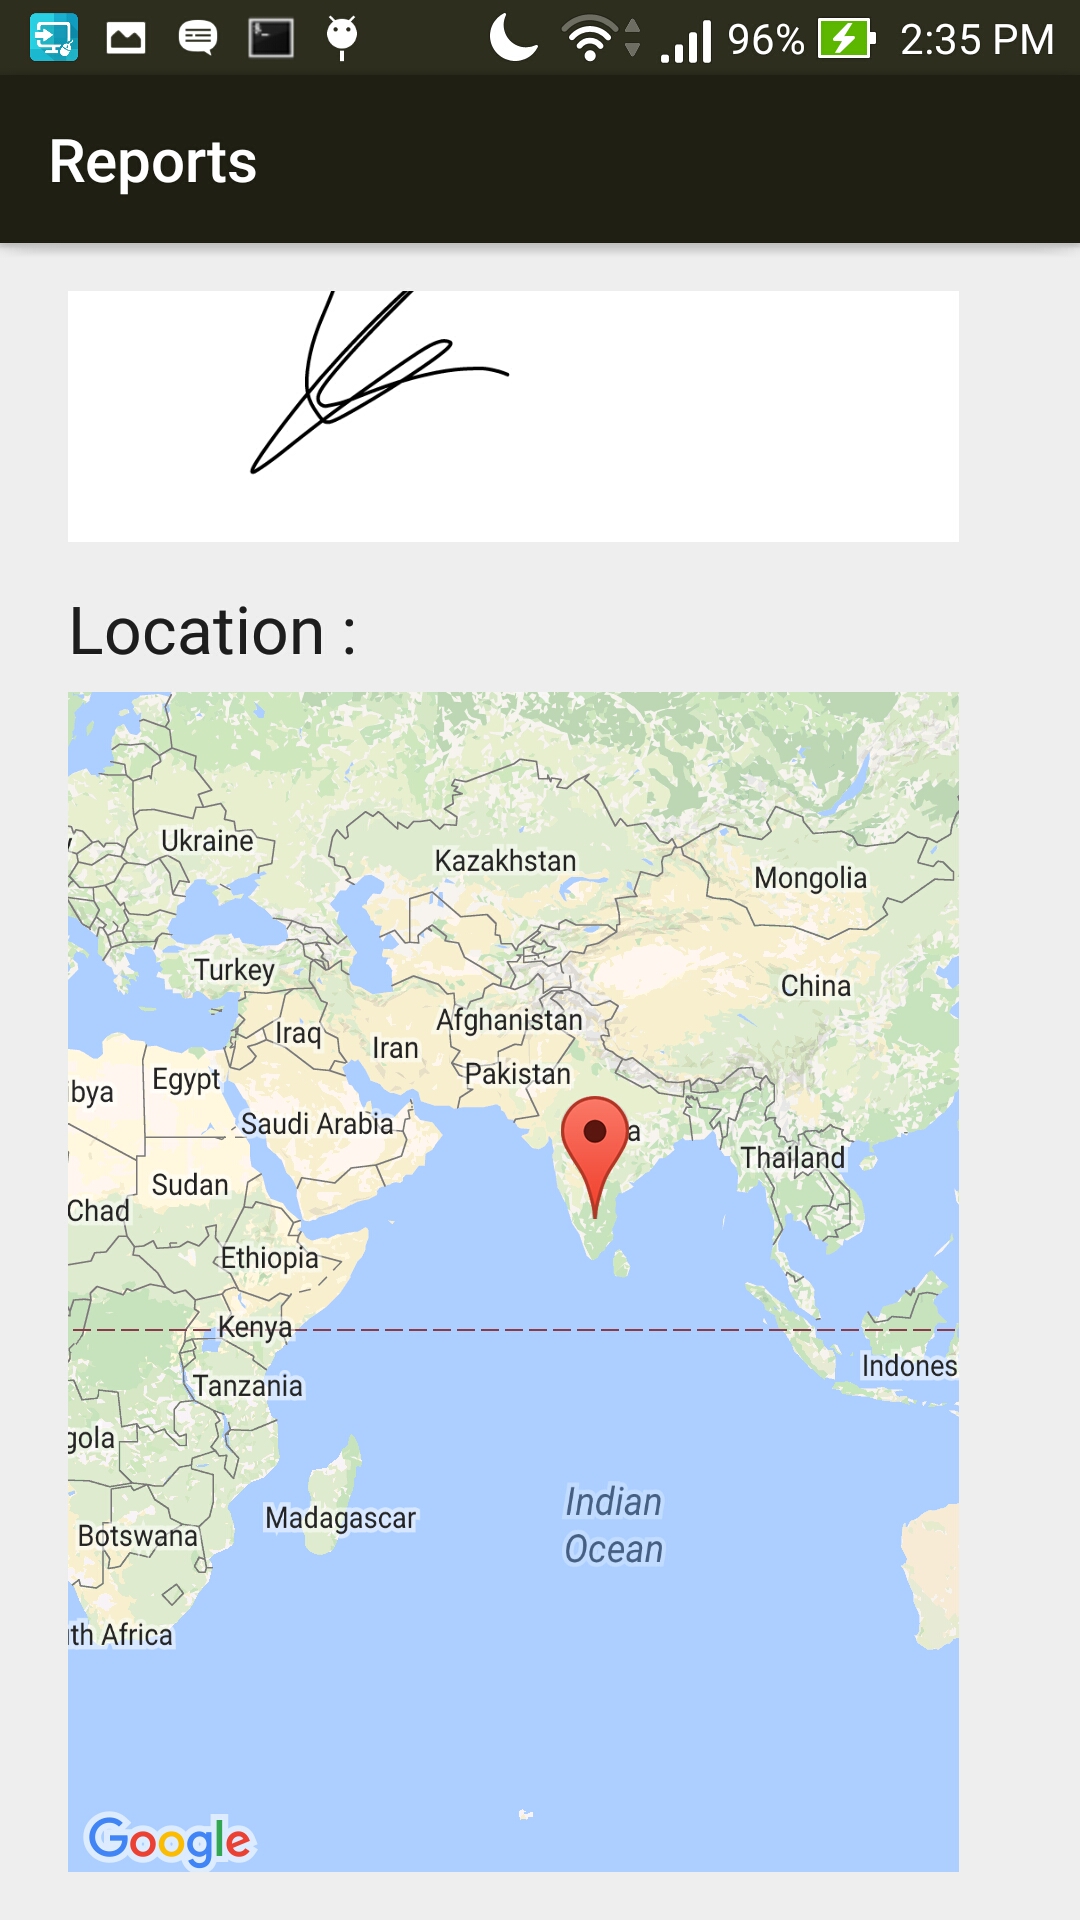 96% 2:35 PM
Reports
Location :
Ukraine
Kazakhstan
Mongolia
Turkey
China
Afghanistan
Iraq
Iran
Pakistan
Egypt
ibya
Saudi Arabia
a
Thailand
Sudan
Chad
Ethiopia
Kenya
Indones
Tanzania
gola
Indian
Ocean
Madagascar
Botswana
th Africa
Google